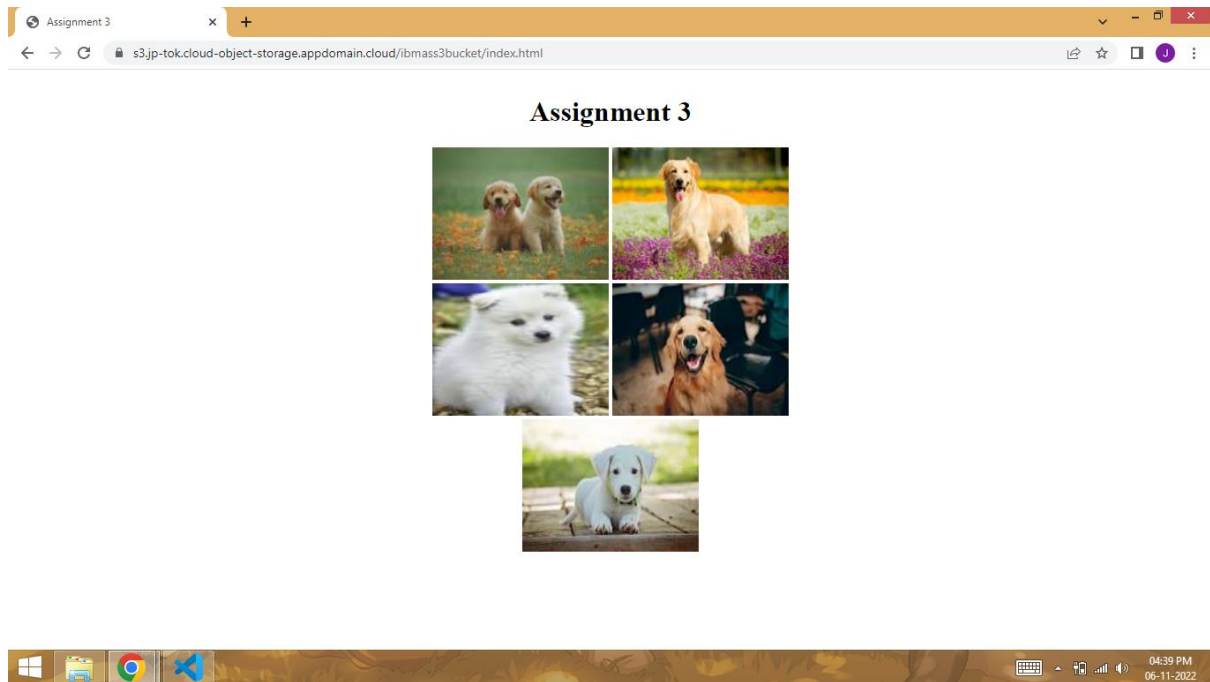 Assignment 3
s3.jp-tok.cloud-object-storage.appdomain.cloud/ibmass3bucket/index.html
J
Assignment 3
04:39 PM
06-11-2022